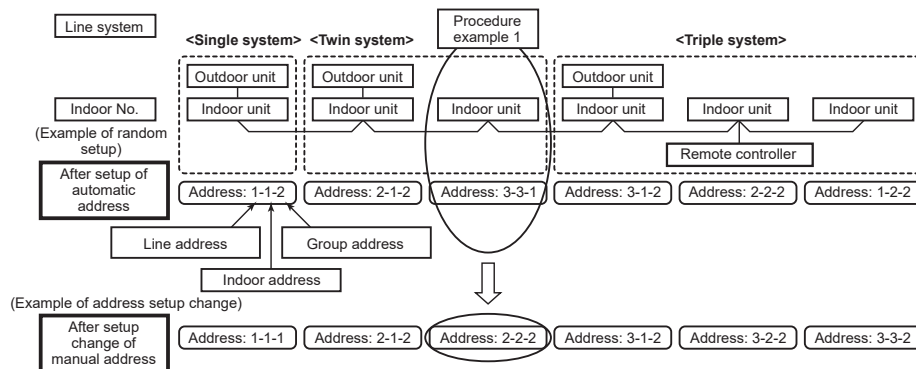 Line system
<Single system>
<Twin system>
Procedure
example 1
<Triple system>
Outdoor unit
Outdoor unit
Outdoor unit
Indoor No.
Indoor unit
Indoor unit
Indoor unit
Indoor unit
Indoor unit
Indoor unit
(Example of random
setup)
Remote controller
After setup of
automatic
address
Address: 1-1-2
Address: 2-1-2
Address: 3-3-1
Address: 3-1-2
Address: 2-2-2
Address: 1-2-2
Line address
Group address
Indoor address
(Example of address setup change)
After setup
change of
manual address
Address: 1-1-1
Address: 2-1-2
Address: 2-2-2
Address: 3-1-2
Address: 3-2-2
Address: 3-3-2